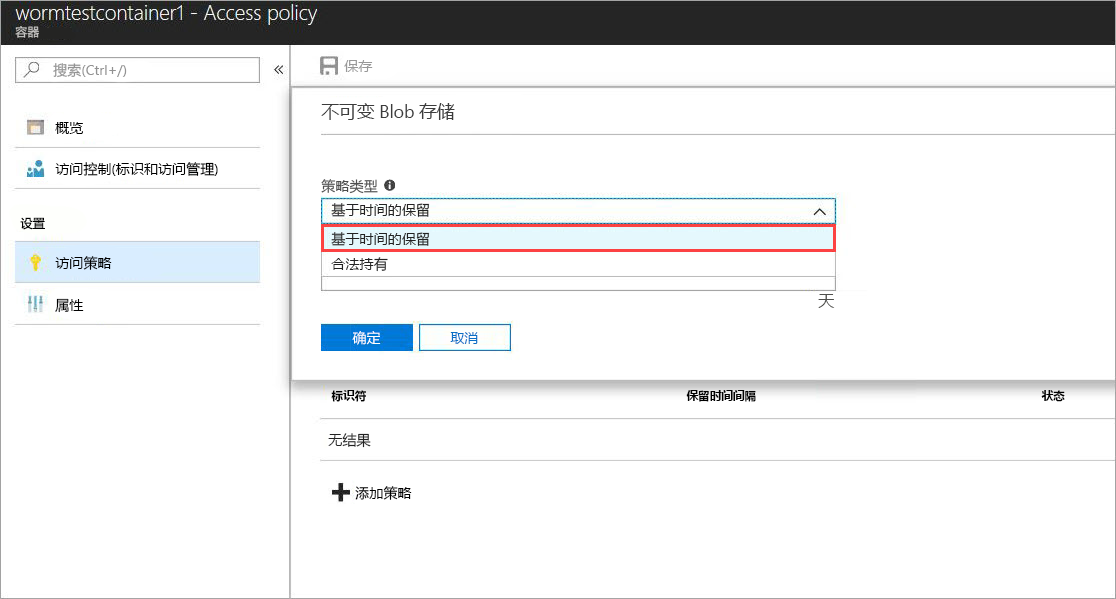 wormtestcontainer1 - Access policy
容器
搜索(Ctrl+/)
«
概览
访问控制(标识和访问管理)
设置
访问策略
属性
保存
不可变 Blob 存储
策略类型
基于时间的保留
基于时间的保留
合法持有
天
确定 取消
标识符 保留时间间隔 状态
无结果
添加策略